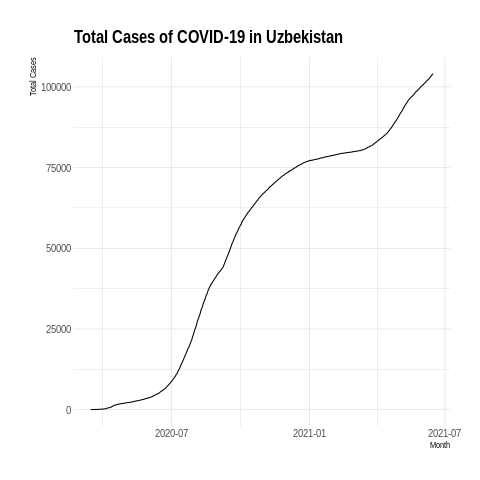 Total Cases of COVID-19 in Uzbekistan
Total Cases
100000
75000
50000
25000
0
2020-07 2021-01 2021-07
Month